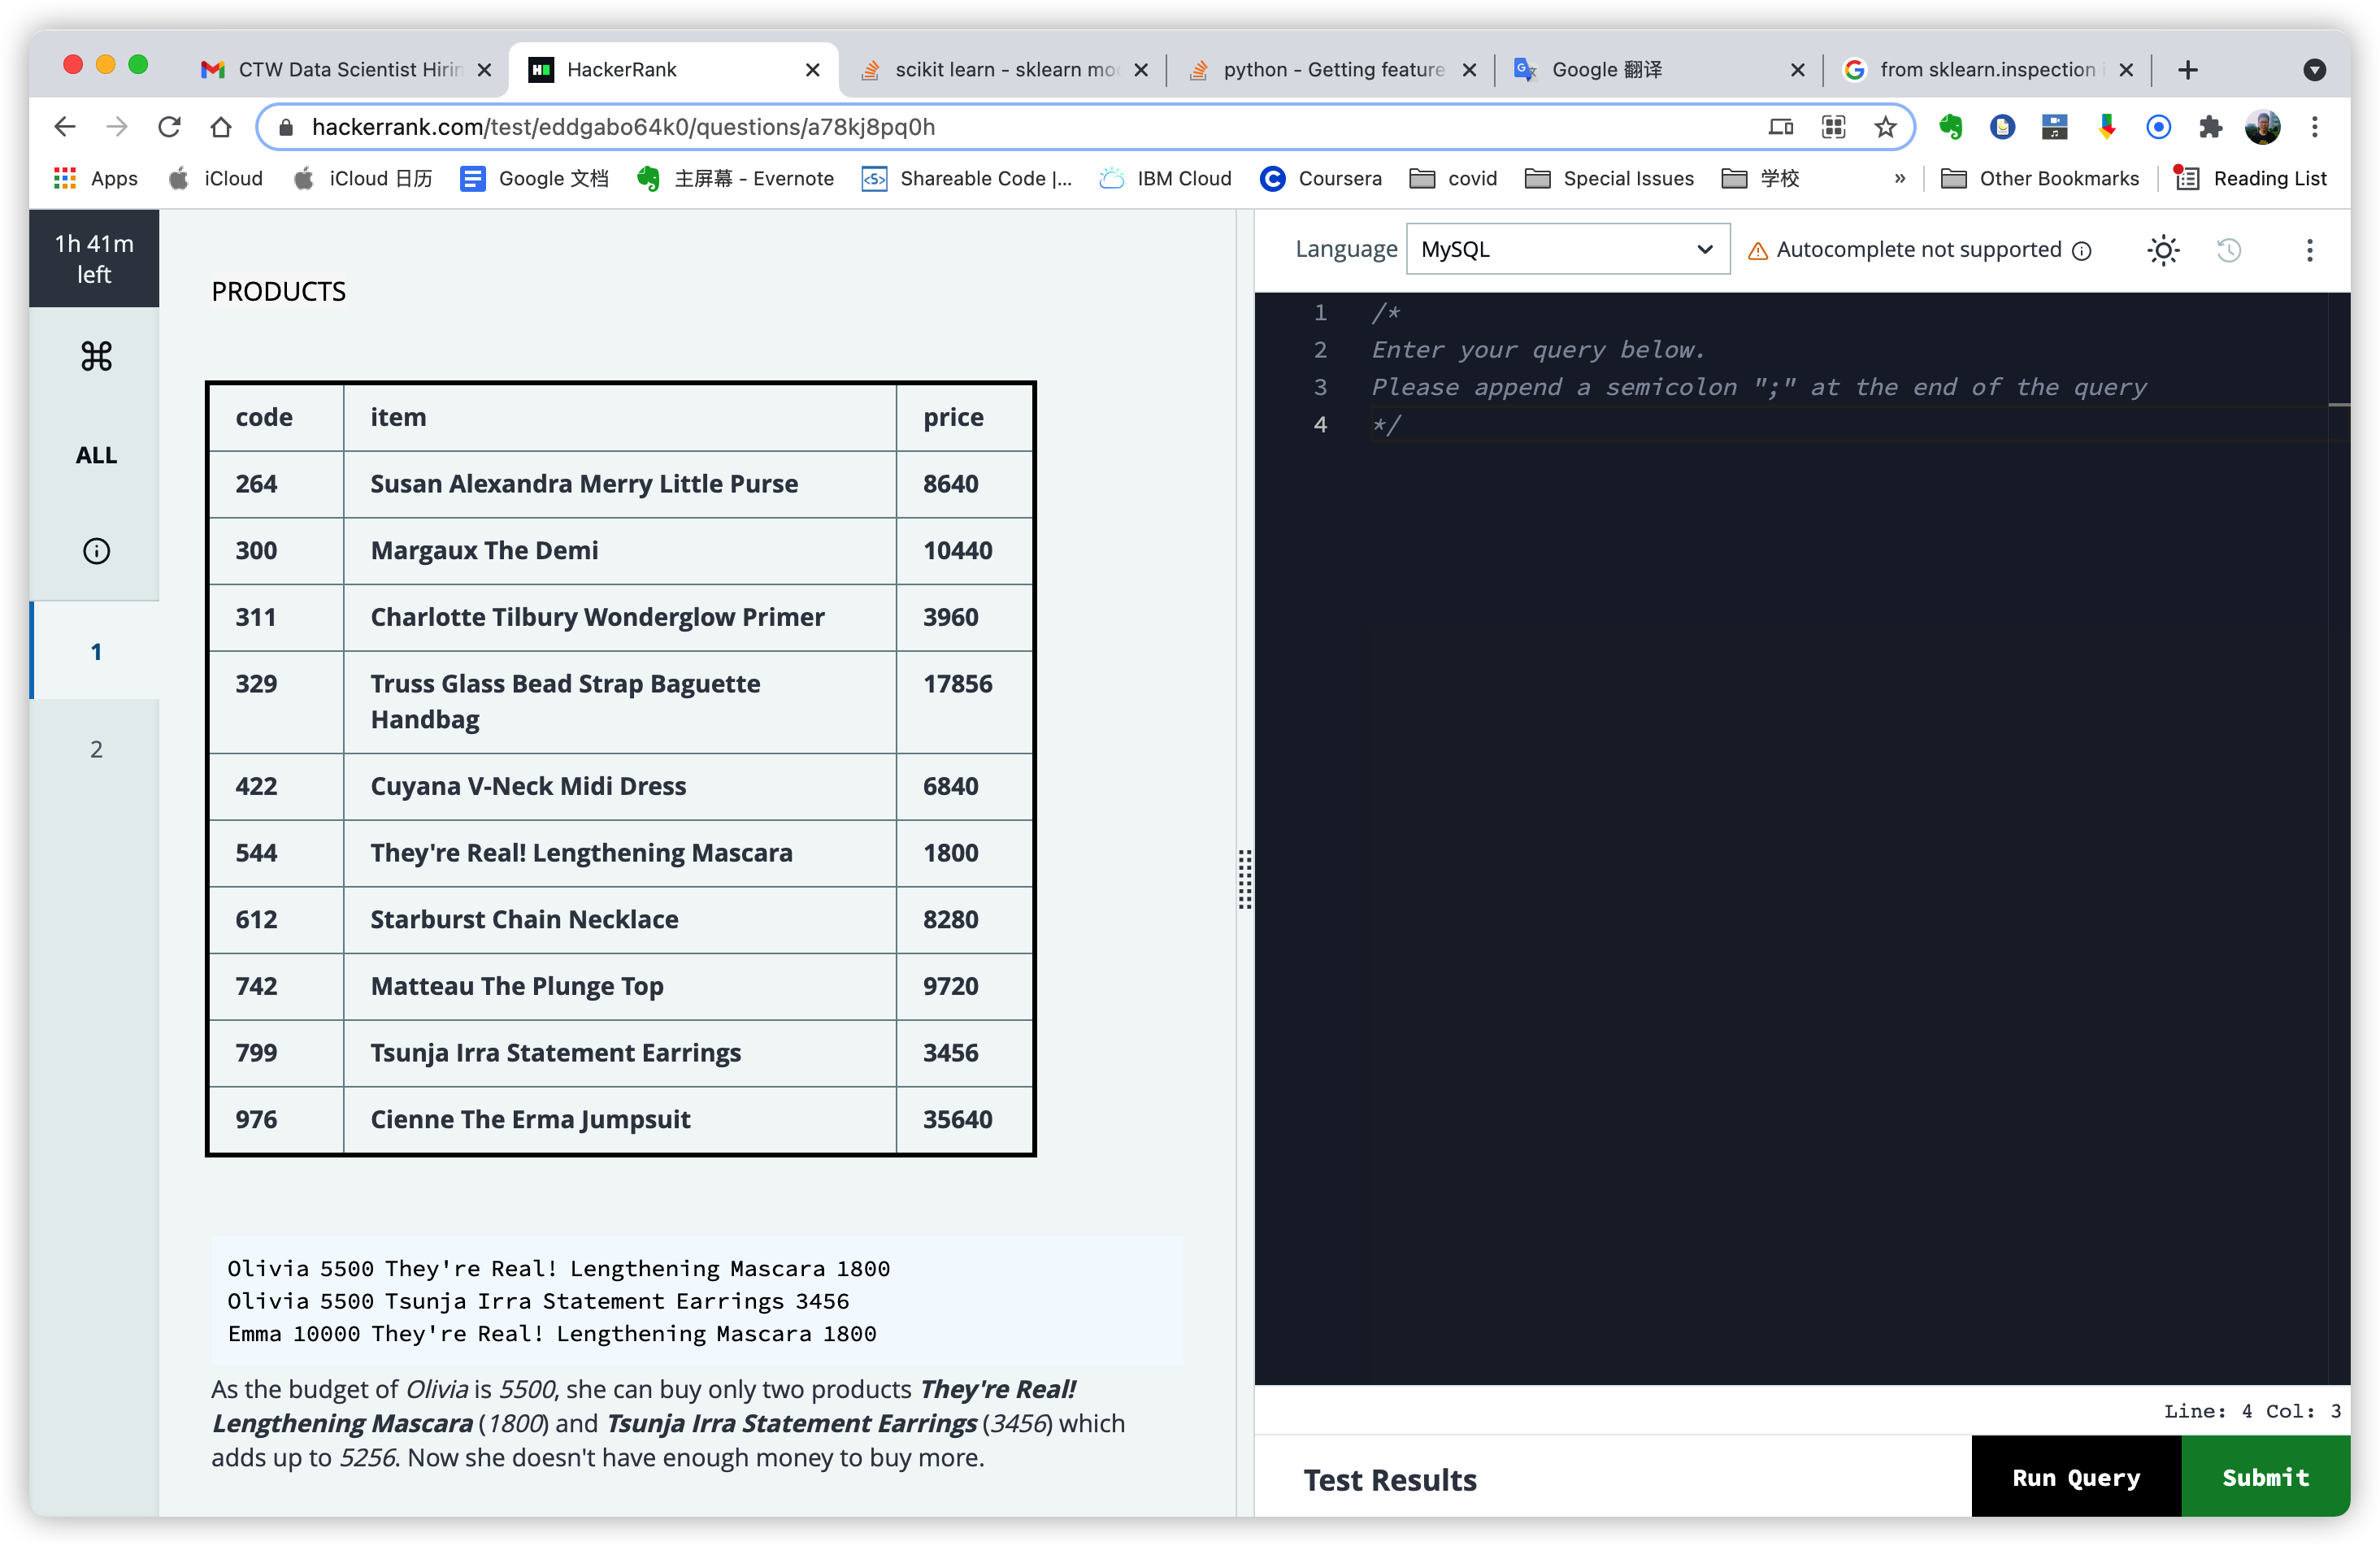 CTW Data Scientist Hirin
HackerRank
scikit learn - sklearn mo
python - Getting feature
Google 翻译
from sklearn.inspection i
hackerrank.com/test/eddgabo64k0/questions/a78kj8pq0h
Apps
iCloud
iCloud 日历
Google 文档
主屏幕 - Evernote
Shareable Code |...
IBM Cloud
Coursera
covid
Special Issues
学校
»
Other Bookmarks
Reading List
1h 41m
left
ALL
1
2
PRODUCTS
code item price
264 Susan Alexandra Merry Little Purse 8640
300 Margaux The Demi 10440
311 Charlotte Tilbury Wonderglow Primer 3960
329 Truss Glass Bead Strap Baguette 17856
Handbag
422 Cuyana V-Neck Midi Dress 6840
544 They're Real! Lengthening Mascara 1800
612 Starburst Chain Necklace 8280
742 Matteau The Plunge Top 9720
799 Tsunja Irra Statement Earrings 3456
976 Cienne The Erma Jumpsuit 35640
Olivia 5500 They're Real! Lengthening Mascara 1800
Olivia 5500 Tsunja Irra Statement Earrings 3456
Emma 10000 They're Real! Lengthening Mascara 1800
As the budget of Olivia is 5500, she can buy only two products They're Real!
Lengthening Mascara (1800) and Tsunja Irra Statement Earrings (3456) which
adds up to 5256. Now she doesn't have enough money to buy more.
Language MySQL Autocomplete not supported
1 /*
2 Enter your query below.
3 Please append a semicolon ";" at the end of the query
4 */
Line: 4 Col: 3
Test Results
Run Query
Submit